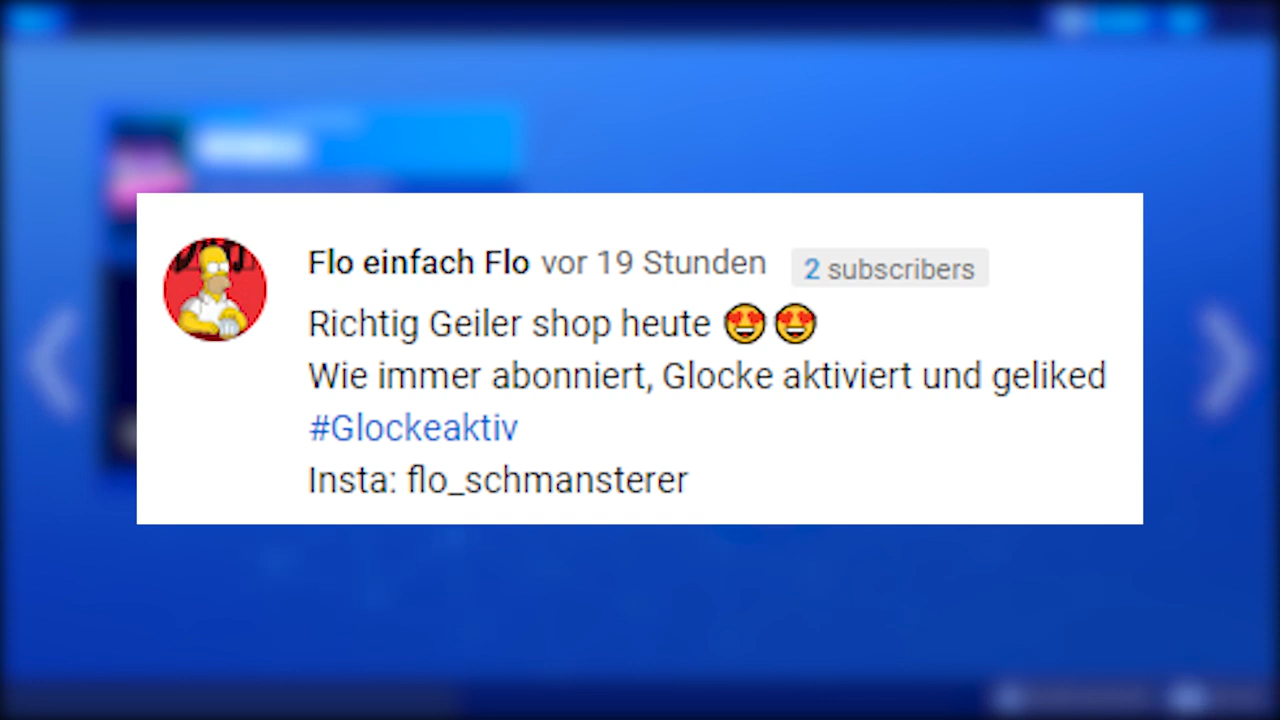 Flo einfach Flo vor 19 Stunden 2 subscribers
Richtig Geiler shop heute 😍😍
Wie immer abonniert, Glocke aktiviert und geliked
#Glockeaktiv
Insta: flo_schmansterer